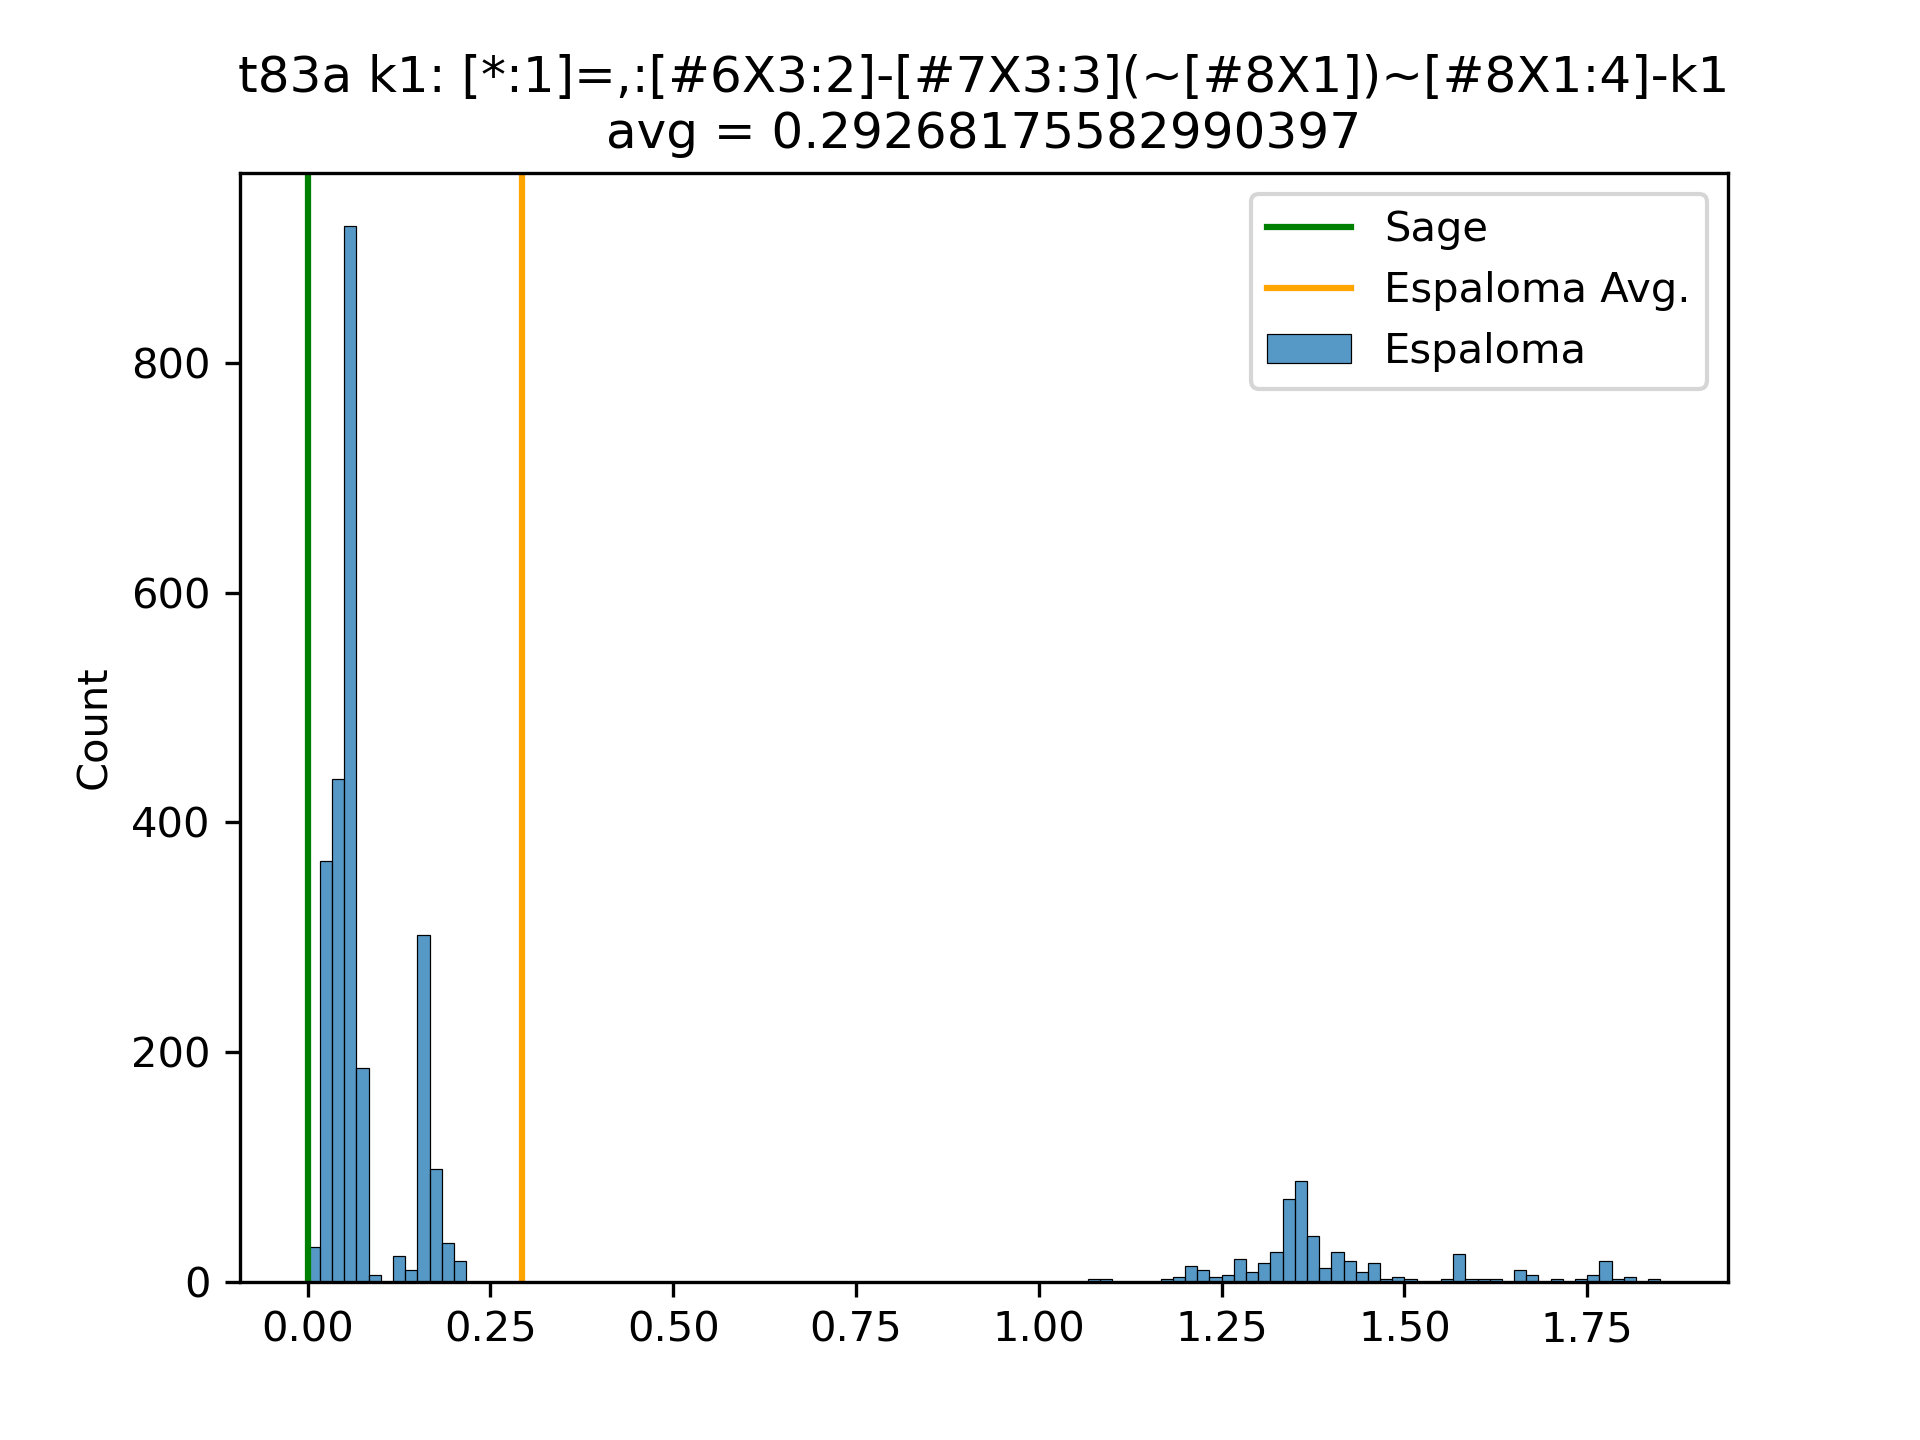 t83a k1: [*:1]=,:[#6X3:2]-[#7X3:3](~[#8X1])~[#8X1:4]-k1
avg = 0.29268175582990397
Sage
Espaloma Avg.
Espaloma
Count
800
600
400
200
0
0.00 0.25 0.50 0.75 1.00 1.25 1.50 1.75